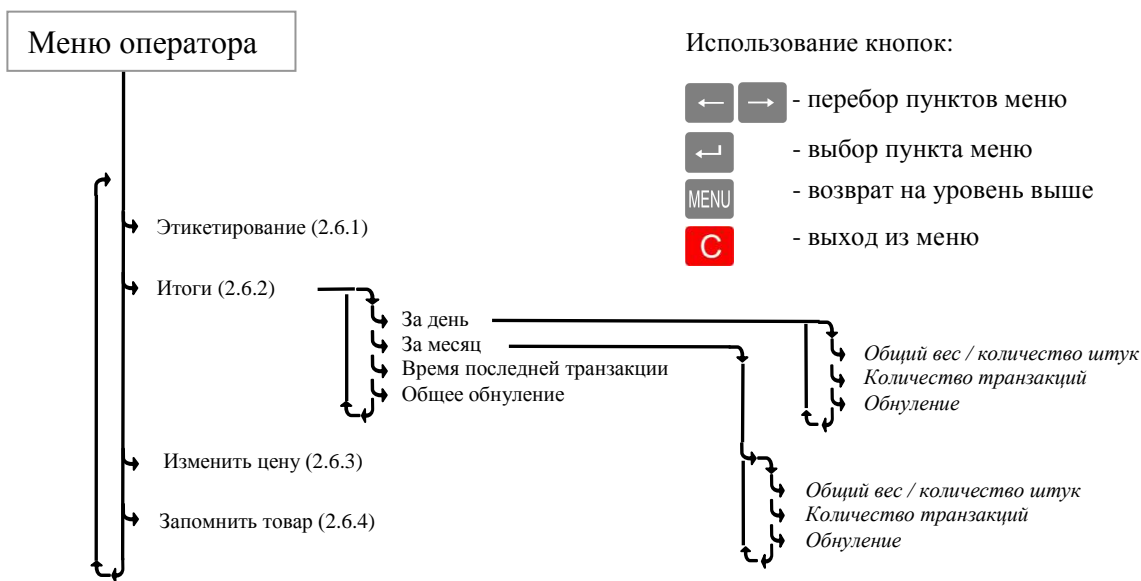 Меню оператора
Использование кнопок:
← → - перебор пунктов меню
↵ - выбор пункта меню
MENU - возврат на уровень выше
C - выход из меню
Этикетирование (2.6.1)
Итоги (2.6.2)
За день
За месяц
Время последней транзакции
Общее обнуление
Общий вес / количество штук
Количество транзакций
Обнуление
Изменить цену (2.6.3)
Запомнить товар (2.6.4)
Общий вес / количество штук
Количество транзакций
Обнуление